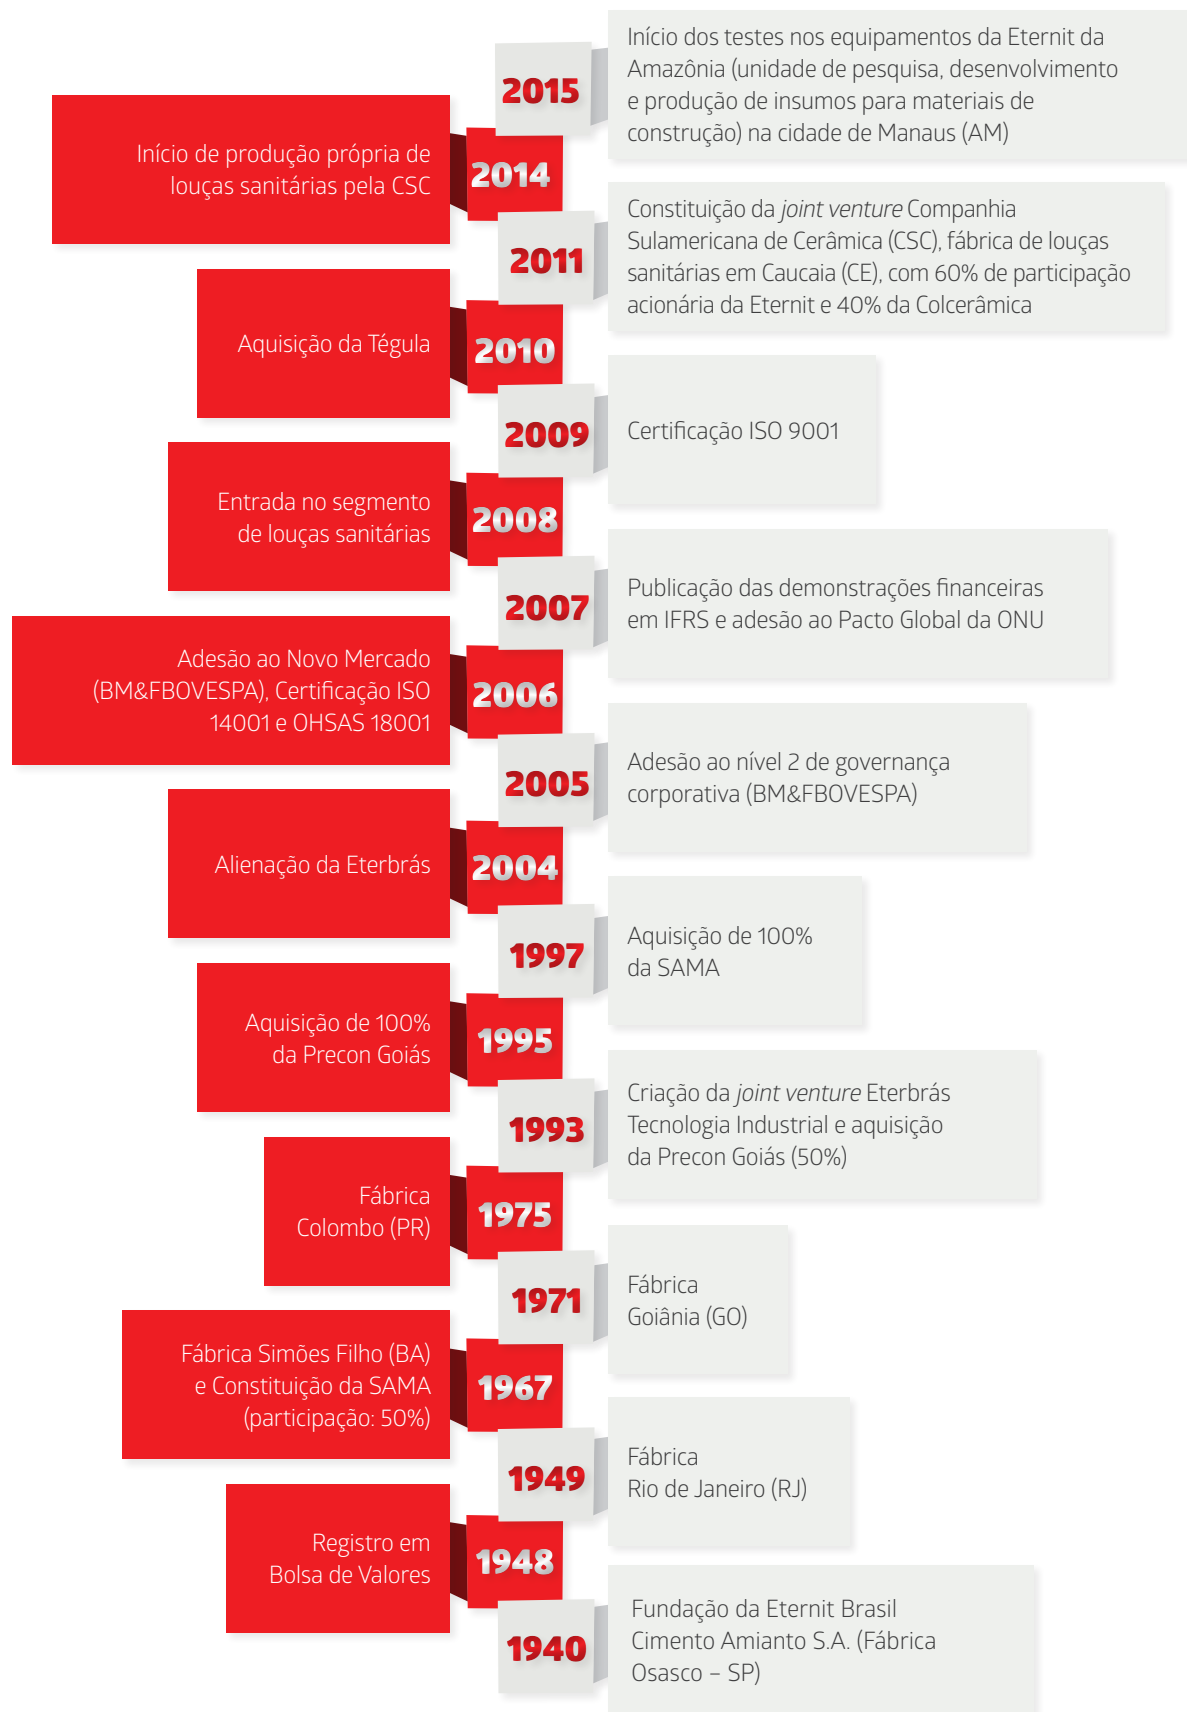 2015
Início dos testes nos equipamentos da Eternit da
Amazônia (unidade de pesquisa, desenvolvimento
e produção de insumos para materiais de
construção) na cidade de Manaus (AM)
Início de produção própria de
louças sanitárias pela CSC
2014
2011
Constituição da joint venture Companhia
Sulamericana de Cerâmica (CSC), fábrica de louças
sanitárias em Caucaia (CE), com 60% de participação
acionária da Eternit e 40% da Colcerâmica
Aquisição da Tégula
2010
2009
Certificação ISO 9001
Entrada no segmento
de louças sanitárias
2008
2007
Publicação das demonstrações financeiras
em IFRS e adesão ao Pacto Global da ONU
Adesão ao Novo Mercado
(BM&FBOVESPA), Certificação ISO
14001 e OHSAS 18001
2006
2005
Adesão ao nível 2 de governança
corporativa (BM&FBOVESPA)
Alienação da Eterbrás
2004
1997
Aquisição de 100%
da SAMA
Aquisição de 100%
da Precon Goiás
1995
1993
Criação da joint venture Eterbrás
Tecnologia Industrial e aquisição
da Precon Goiás (50%)
Fábrica
Colombo (PR)
1975
1971
Fábrica
Goiânia (GO)
Fábrica Simões Filho (BA)
e Constituição da SAMA
(participação: 50%)
1967
1949
Fábrica
Rio de Janeiro (RJ)
Registro em
Bolsa de Valores
1948
1940
Fundação da Eternit Brasil
Cimento Amianto S.A. (Fábrica
Osasco – SP)